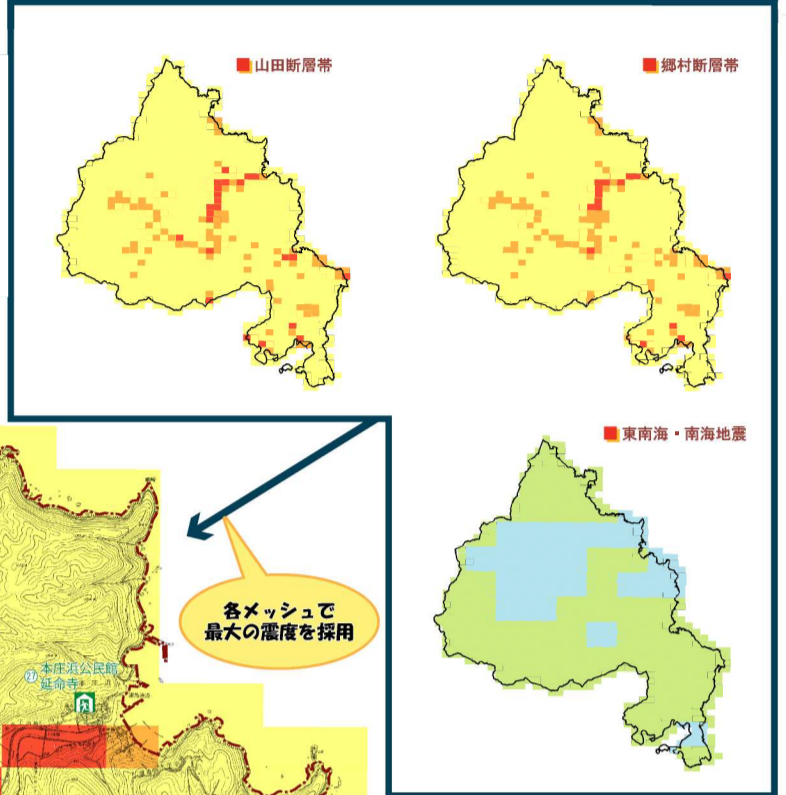 山田断層帯
郷村断層帯
東南海・南海地震
各メッシュで
最大の震度を採用
㉗ 本庄浜公民館
延命寺